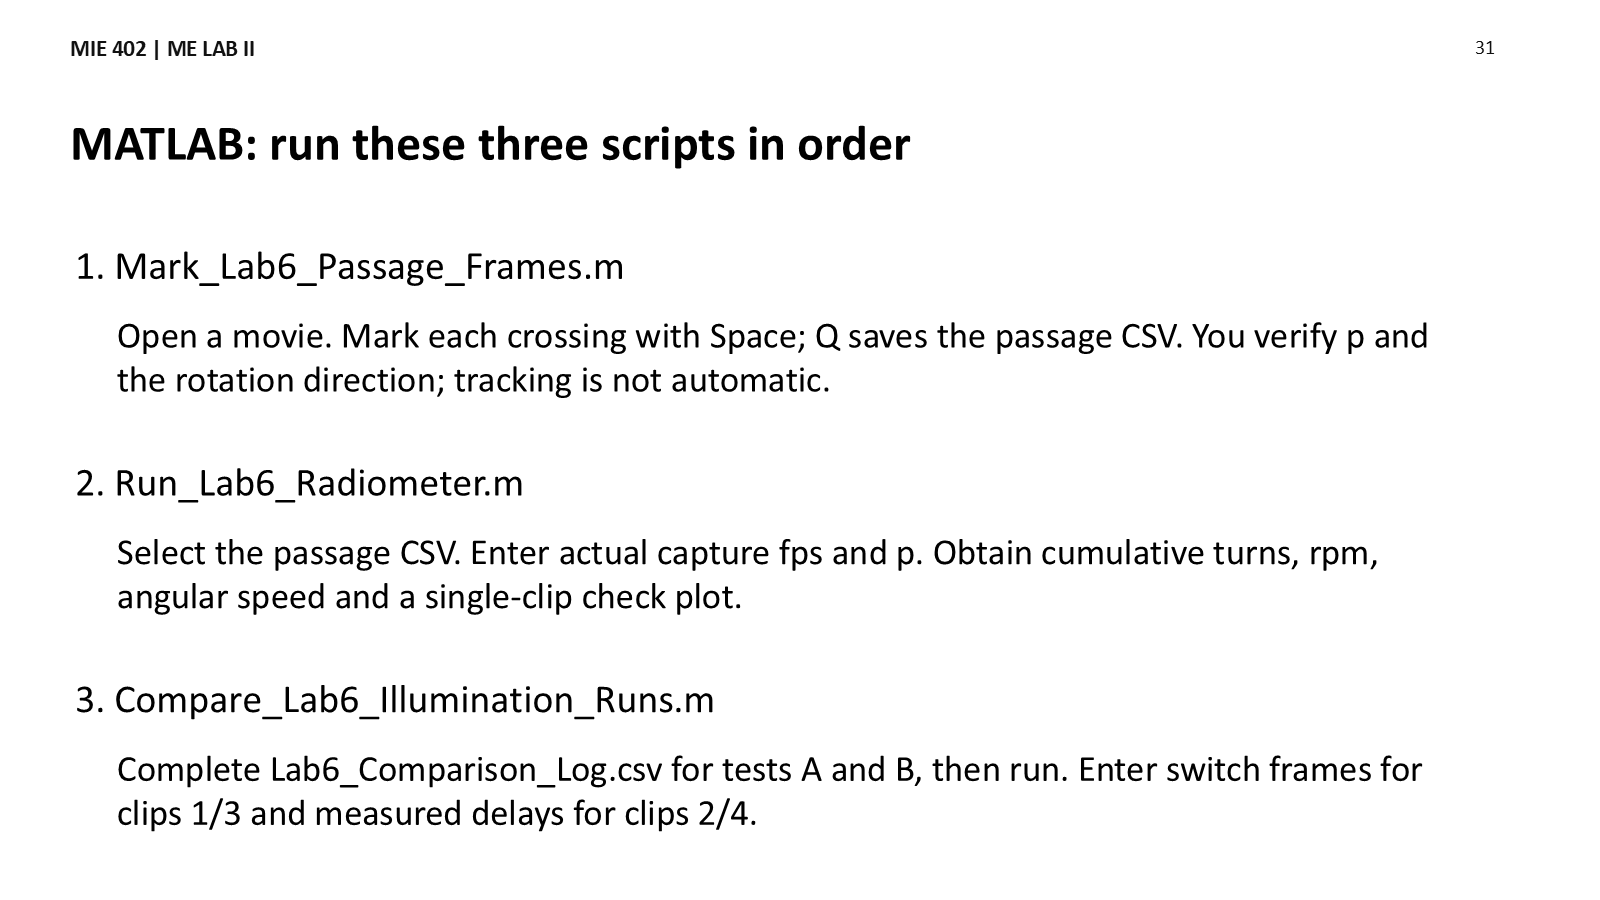 MIE 402 | ME LAB II
31
MATLAB: run these three scripts in order
1. Mark_Lab6_Passage_Frames.m
Open a movie. Mark each crossing with Space; Q saves the passage CSV. You verify p and
the rotation direction; tracking is not automatic.
2. Run_Lab6_Radiometer.m
Select the passage CSV. Enter actual capture fps and p. Obtain cumulative turns, rpm,
angular speed and a single-clip check plot.
3. Compare_Lab6_Illumination_Runs.m
Complete Lab6_Comparison_Log.csv for tests A and B, then run. Enter switch frames for
clips 1/3 and measured delays for clips 2/4.